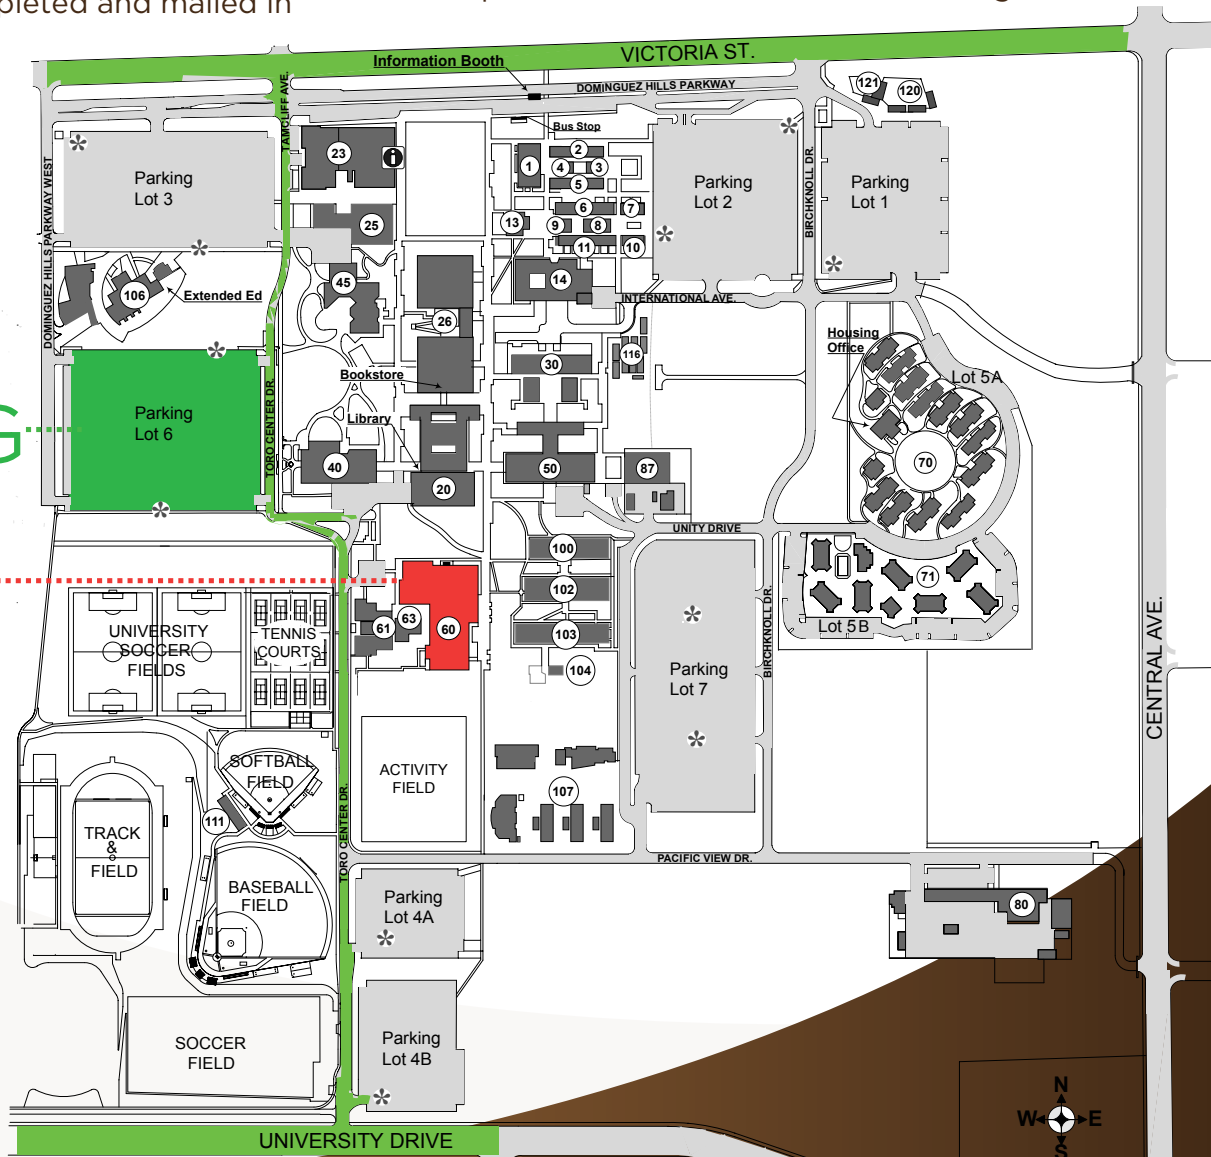 pleted and mailed in
VICTORIA ST.
Information Booth
DOMINGUEZ HILLS PARKWAY
121
120
TAMCLIFF AVE.
Bus Stop
23
1
2
4
3
5
Parking
Lot 3
Parking
Lot 2
BIRCHKNOLL DR.
Parking
Lot 1
DOMINGUEZ HILLS PARKWAY WEST
25
13
6
7
9
8
11
10
45
14
106
Extended Ed
INTERNATIONAL AVE.
26
Housing
Office
30
116
Bookstore
Lot 5A
Parking
Lot 6
G
TORO CENTER DR.
Library
40
20
50
87
70
UNITY DRIVE
100
102
103
104
71
Lot 5B
BIRCHKNOLL DR.
CENTRAL AVE.
UNIVERSITY
SOCCER
FIELDS
TENNIS
COURTS
61
63
60
Parking
Lot 7
SOFTBALL
FIELD
ACTIVITY
FIELD
107
111
TRACK
&
FIELD
TORO CENTER DR.
PACIFIC VIEW DR.
BASEBALL
FIELD
Parking
Lot 4A
80
SOCCER
FIELD
Parking
Lot 4B
N
W
E
S
UNIVERSITY DRIVE